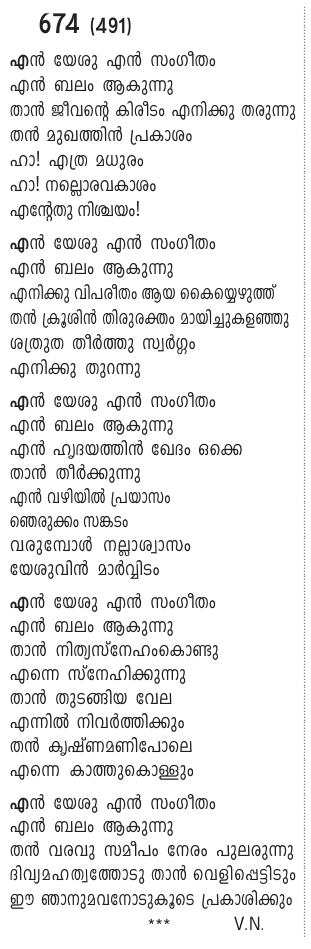 674 (491)
എൻ യേശു എൻ സംഗീതം
എൻ ബലം ആകുന്നു
താൻ ജീവന്റെ കിരീടം എനിക്കു തരുന്നു
തൻ മുഖത്തിൻ പ്രകാശം
ഹാ! എത്ര മധുരം
ഹാ! നല്ലൊരവകാശം
എന്റേതു നിശ്ചയം!
എൻ യേശു എൻ സംഗീതം
എൻ ബലം ആകുന്നു
എനിക്കു വിപരീതം ആയ കൈയ്യെഴുത്ത്
തൻ ക്രൂശിൻ തിരുരക്തം മായിച്ചുകളഞ്ഞു
ശത്രുത തീർത്തു സ്വർഗ്ഗം
എനിക്കു തുറന്നു
എൻ യേശു എൻ സംഗീതം
എൻ ബലം ആകുന്നു
എൻ ഹൃദയത്തിൻ ഖേദം ഒക്കെ
താൻ തീർക്കുന്നു
എൻ വഴിയിൽ പ്രയാസം
ഞെരുക്കം സങ്കടം
വരുമ്പോൾ നല്ലാശ്വാസം
യേശുവിൻ മാർവ്വിടം
എൻ യേശു എൻ സംഗീതം
എൻ ബലം ആകുന്നു
താൻ നിത്യസ്നേഹംകൊണ്ടു
എന്നെ സ്നേഹിക്കുന്നു
താൻ തുടങ്ങിയ വേല
എന്നിൽ നിവർത്തിക്കും
തൻ കൃഷ്ണമണിപോലെ
എന്നെ കാത്തുകൊള്ളും
എൻ യേശു എൻ സംഗീതം
എൻ ബലം ആകുന്നു
തൻ വരവു സമീപം നേരം പുലരുന്നു
ദിവ്യമഹത്വത്തോടു താൻ വെളിപ്പെട്ടിടും
ഈ ഞാനുമവനോടുകൂടെ പ്രകാശിക്കും
*** V.N.